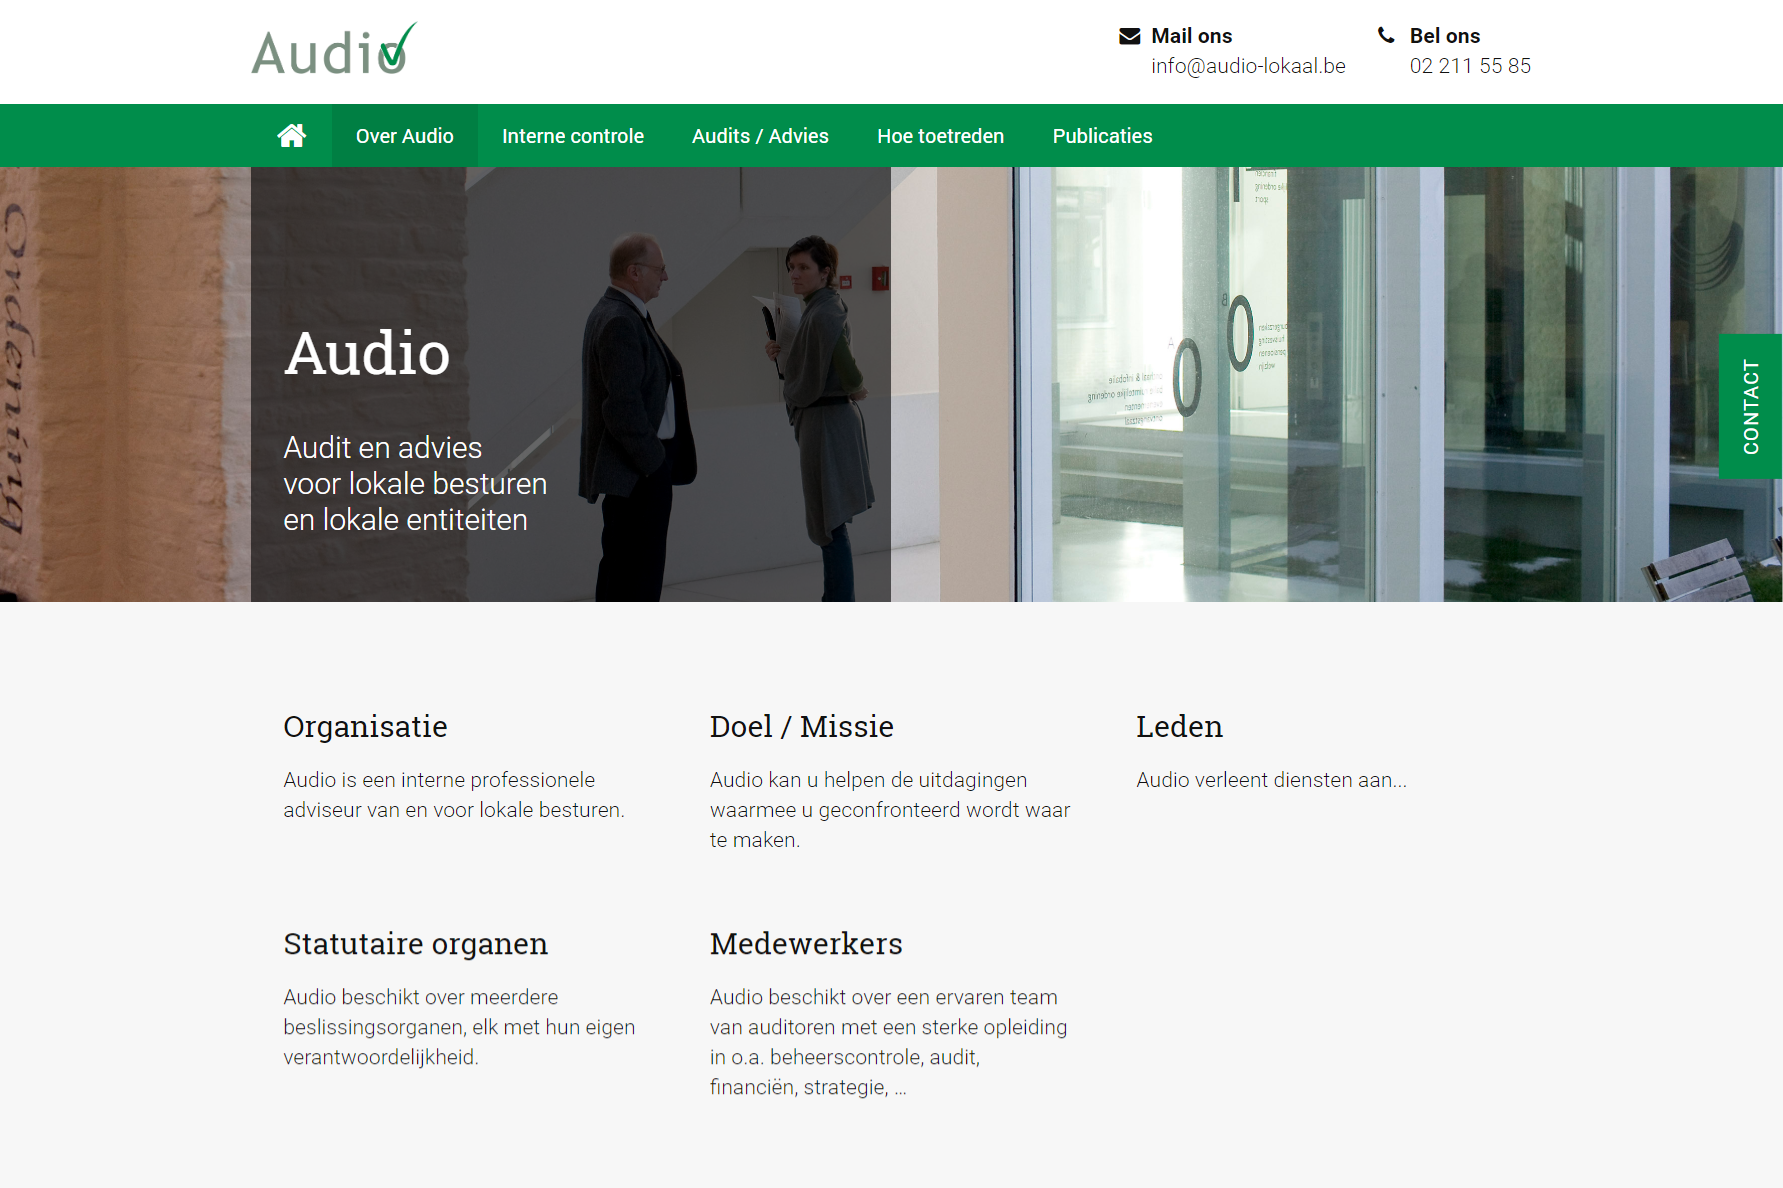 Audio
Mail ons
info@audio-lokaal.be
Bel ons
02 211 55 85
Over Audio
Interne controle
Audits / Advies
Hoe toetreden
Publicaties
Ordening
Audio
Audit en advies
voor lokale besturen
en lokale entiteiten
CONTACT
Organisatie
Audio is een interne professionele
adviseur van en voor lokale besturen.
Doel / Missie
Audio kan u helpen de uitdagingen
waarmee u geconfronteerd wordt waar
te maken.
Leden
Audio verleent diensten aan...
Statutaire organen
Audio beschikt over meerdere
beslissingsorganen, elk met hun eigen
verantwoordelijkheid.
Medewerkers
Audio beschikt over een ervaren team
van auditoren met een sterke opleiding
in o.a. beheerscontrole, audit,
financiën, strategie, ...